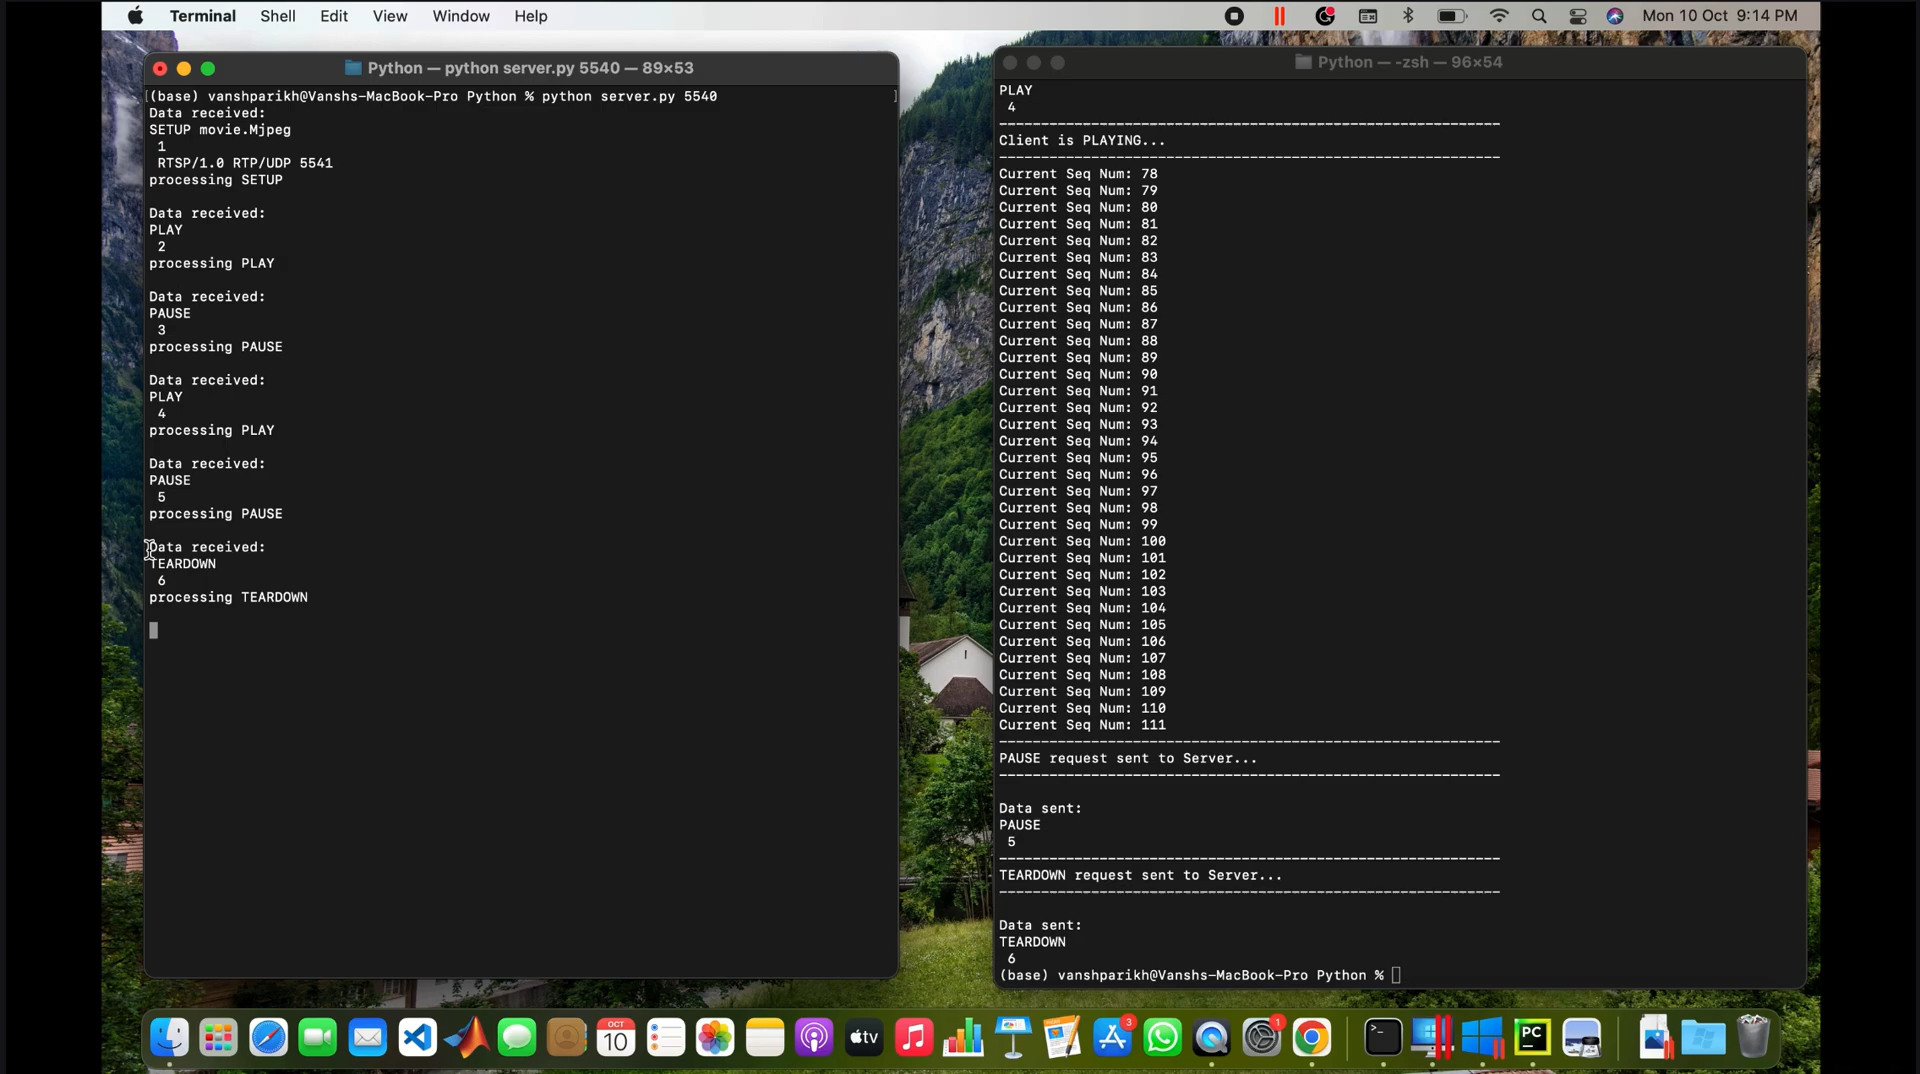 Terminal Shell Edit View Window Help
Mon 10 Oct 9:14 PM
Python — python server.py 5540 — 89×53
(base) vanshparikh@Vanshs-MacBook-Pro Python % python server.py 5540
Data received:
SETUP movie.Mjpeg
1
RTSP/1.0 RTP/UDP 5541
processing SETUP
Data received:
PLAY
2
processing PLAY
Data received:
PAUSE
3
processing PAUSE
Data received:
PLAY
4
processing PLAY
Data received:
PAUSE
5
processing PAUSE
Data received:
TEARDOWN
6
processing TEARDOWN
Python — -zsh — 96×54
PLAY
4
Client is PLAYING...
Current Seq Num: 78
Current Seq Num: 79
Current Seq Num: 80
Current Seq Num: 81
Current Seq Num: 82
Current Seq Num: 83
Current Seq Num: 84
Current Seq Num: 85
Current Seq Num: 86
Current Seq Num: 87
Current Seq Num: 88
Current Seq Num: 89
Current Seq Num: 90
Current Seq Num: 91
Current Seq Num: 92
Current Seq Num: 93
Current Seq Num: 94
Current Seq Num: 95
Current Seq Num: 96
Current Seq Num: 97
Current Seq Num: 98
Current Seq Num: 99
Current Seq Num: 100
Current Seq Num: 101
Current Seq Num: 102
Current Seq Num: 103
Current Seq Num: 104
Current Seq Num: 105
Current Seq Num: 106
Current Seq Num: 107
Current Seq Num: 108
Current Seq Num: 109
Current Seq Num: 110
Current Seq Num: 111
PAUSE request sent to Server...
Data sent:
PAUSE
5
TEARDOWN request sent to Server...
Data sent:
TEARDOWN
6
(base) vanshparikh@Vanshs-MacBook-Pro Python %
OCT
10
tv
3
1
PC